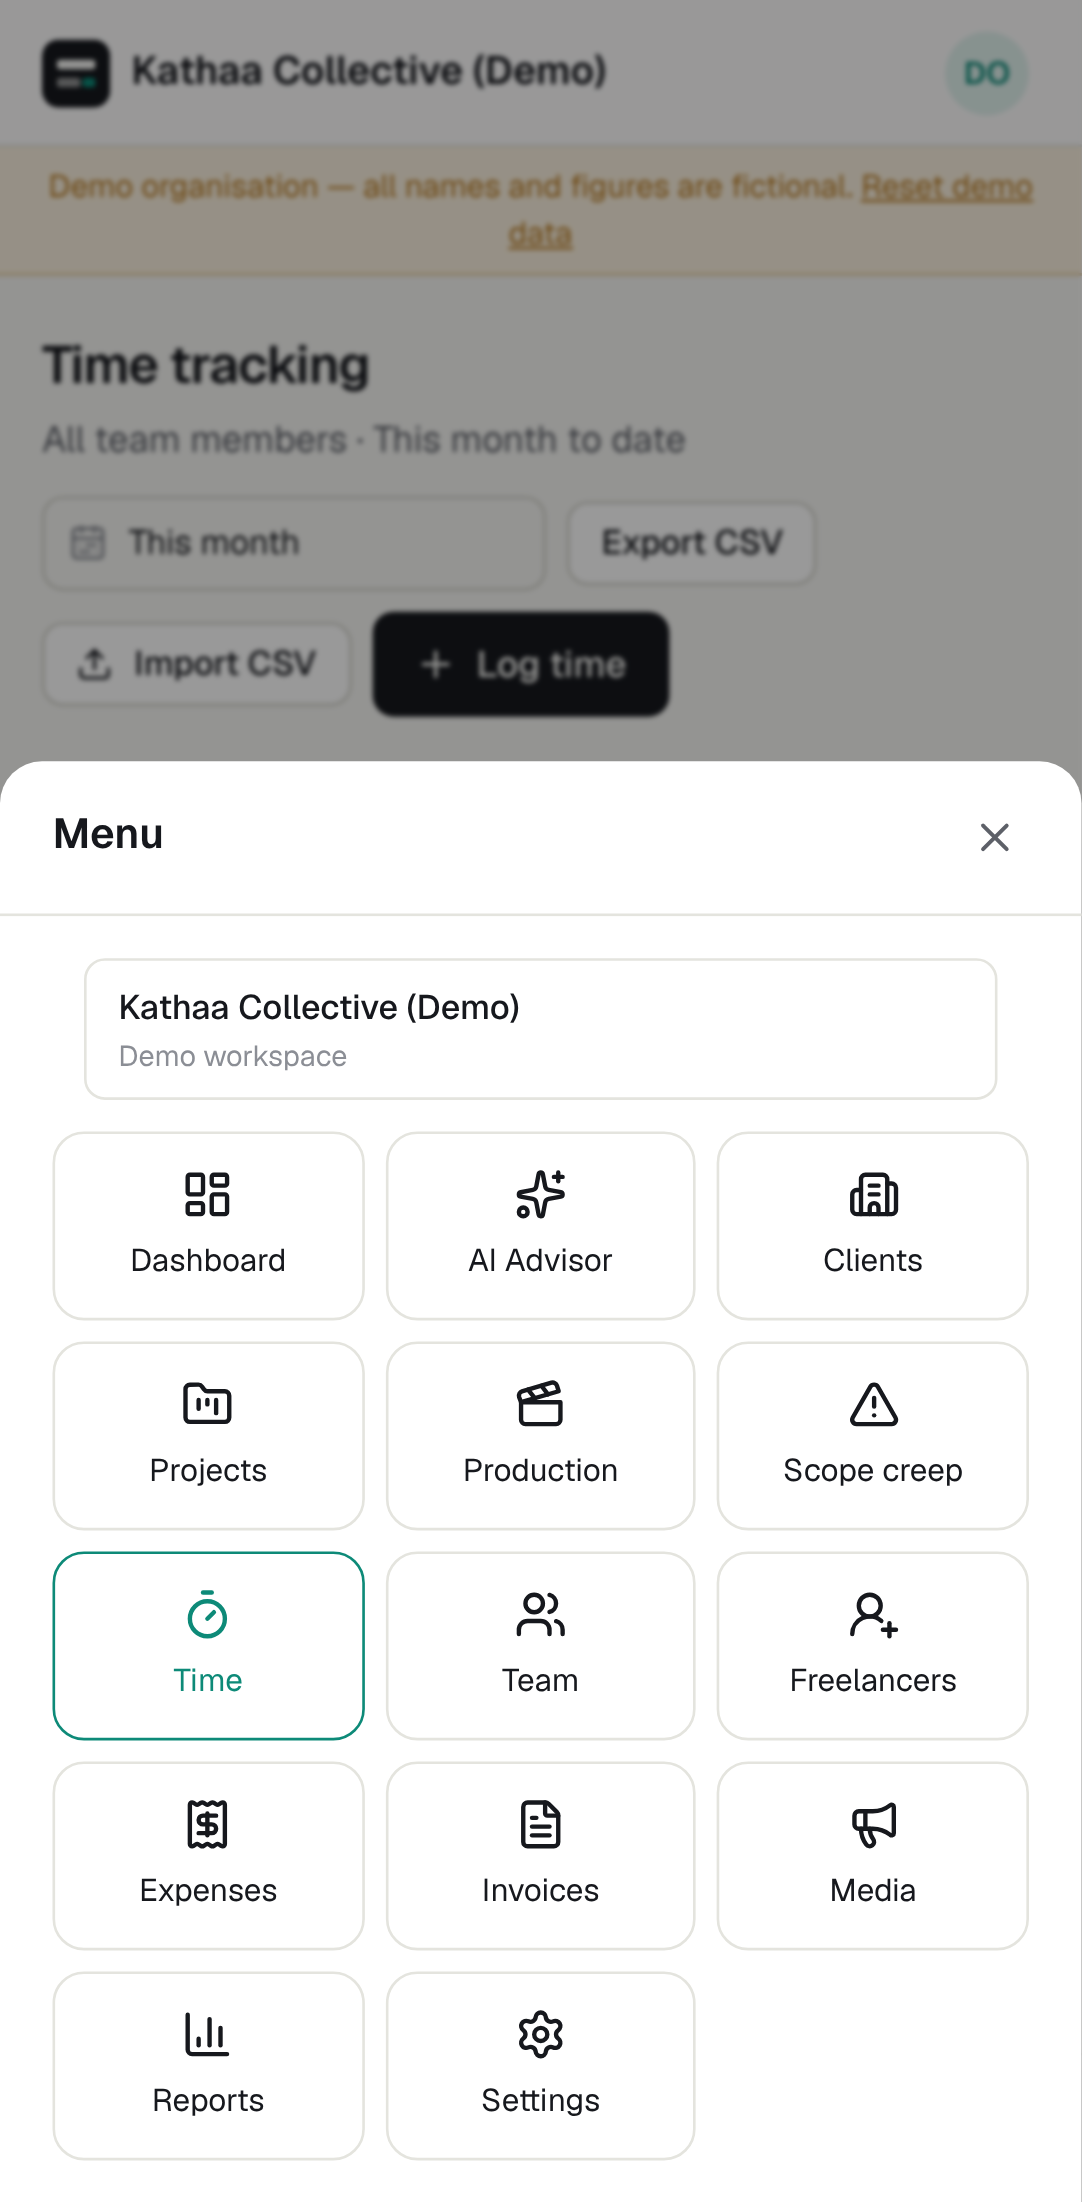 Kathaa Collective (Demo)
DO
Demo organisation — all names and figures are fictional. Reset demo
data
Time tracking
All team members · This month to date
This month
Export CSV
Import CSV
+ Log time
Menu
Kathaa Collective (Demo)
Demo workspace
Dashboard
AI Advisor
Clients
Projects
Production
Scope creep
Time
Team
Freelancers
Expenses
Invoices
Media
Reports
Settings